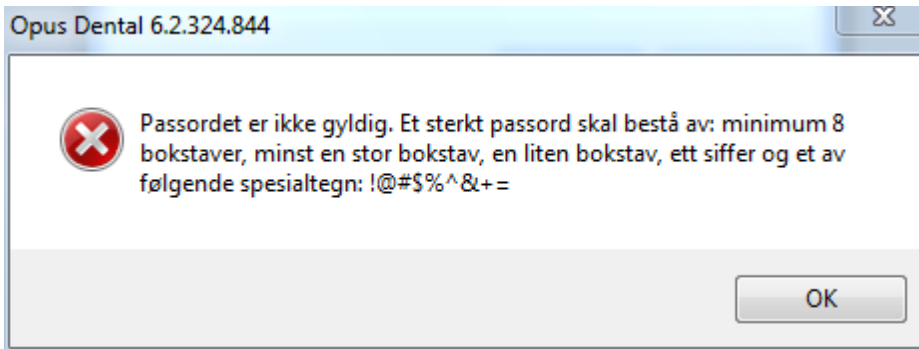 Opus Dental 6.2.324.844
Passordet er ikke gyldig. Et sterkt passord skal bestå av: minimum 8
bokstaver, minst en stor bokstav, en liten bokstav, ett siffer og et av
følgende spesialtegn: !@#$%^&+=
OK